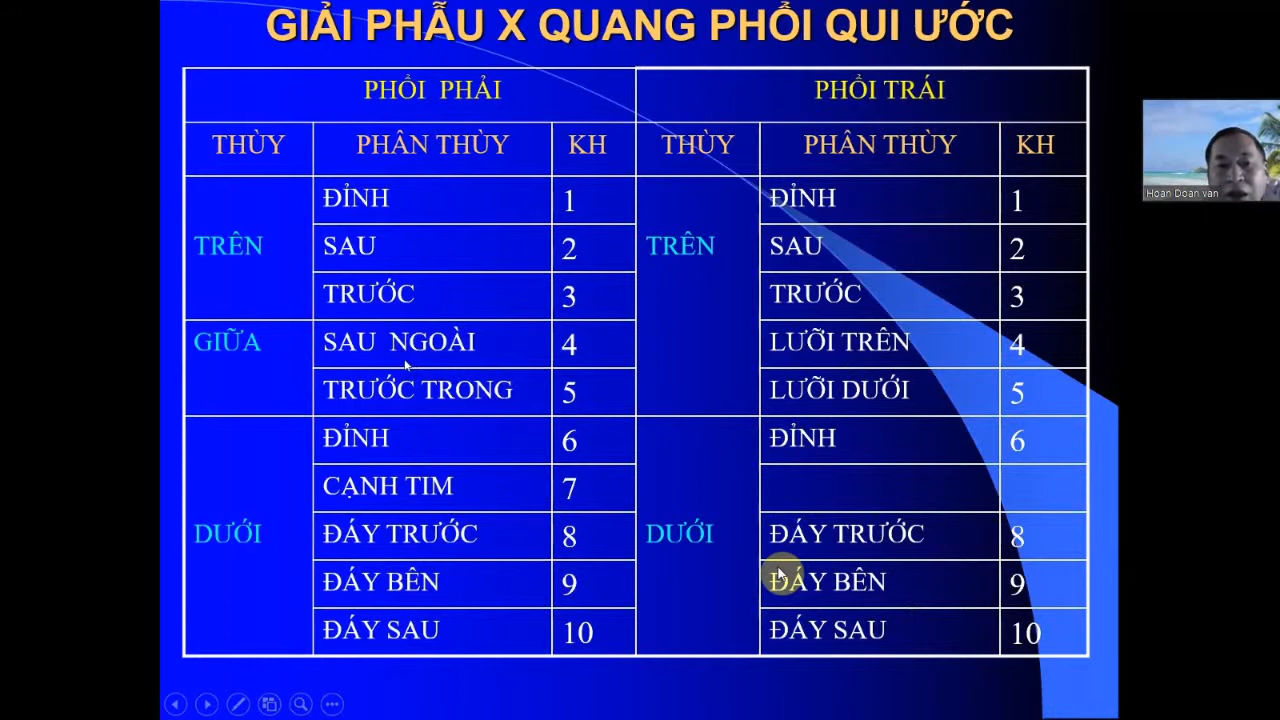 GIẢI PHẪU X QUANG PHỔI QUI ƯỚC
PHỔI PHẢI PHỔI TRÁI
THÙY PHÂN THÙY KH THÙY PHÂN THÙY KH
ĐỈNH 1 ĐỈNH 1
TRÊN SAU 2 TRÊN SAU 2
TRƯỚC 3 TRƯỚC 3
GIỮA SAU NGOÀI 4 LƯỠI TRÊN 4
TRƯỚC TRONG 5 LƯỠI DƯỚI 5
ĐỈNH 6 ĐỈNH 6
CẠNH TIM 7
DƯỚI ĐÁY TRƯỚC 8 DƯỚI ĐÁY TRƯỚC 8
ĐÁY BÊN 9 ĐÁY BÊN 9
ĐÁY SAU 10 ĐÁY SAU 10
Hoan Doan van